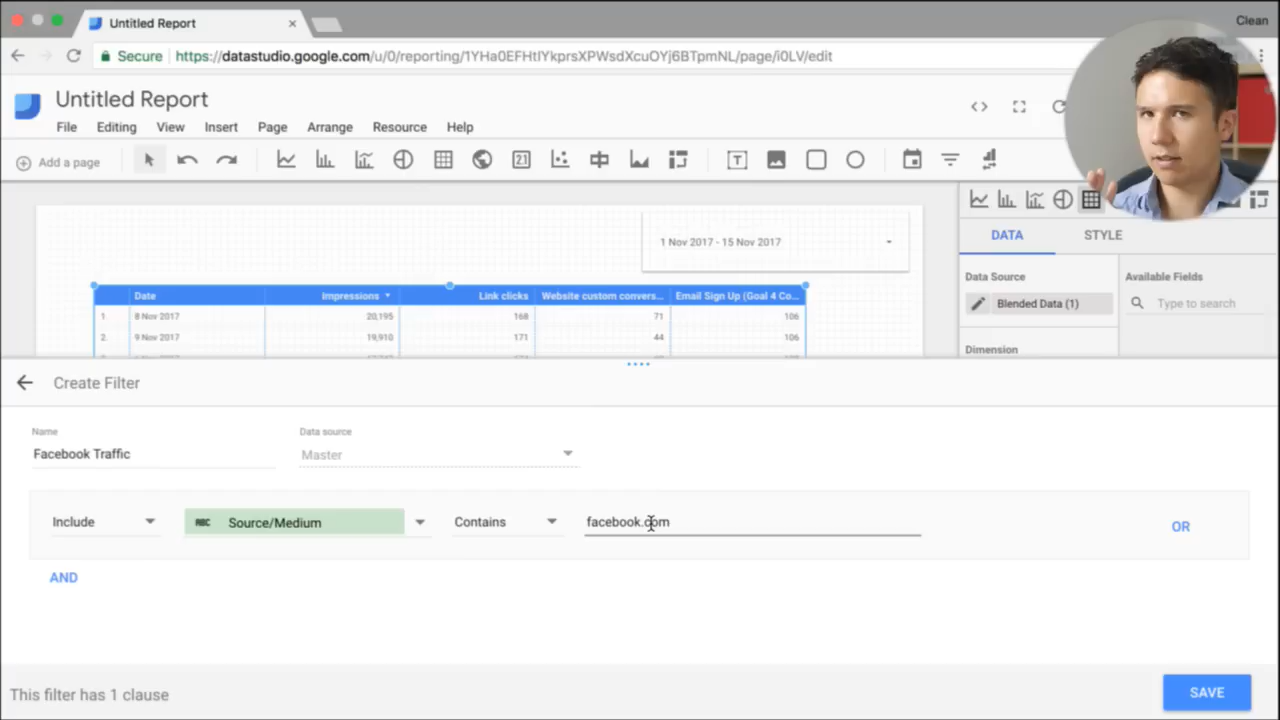 Untitled Report
Clean
Secure https://datastudio.google.com/u/0/reporting/1YHa0EFHtIYkprsXPWsdXcuOYj6BTpmNL/page/i0LV/edit
Untitled Report
File Editing View Insert Page Arrange Resource Help
Add a page
21
T
DATA STYLE
1 Nov 2017 - 15 Nov 2017
Data Source Available Fields
Blended Data (1) Type to search
Date Impressions Link clicks Website custom convers... Email Sign Up (Goal 4 Co...
1 8 Nov 2017 20,195 168 71 106
2. 9 Nov 2017 19,910 171 44 106
Dimension
Create Filter
Name Data source
Facebook Traffic Master
Include ABC Source/Medium Contains facebook.com OR
AND
This filter has 1 clause SAVE